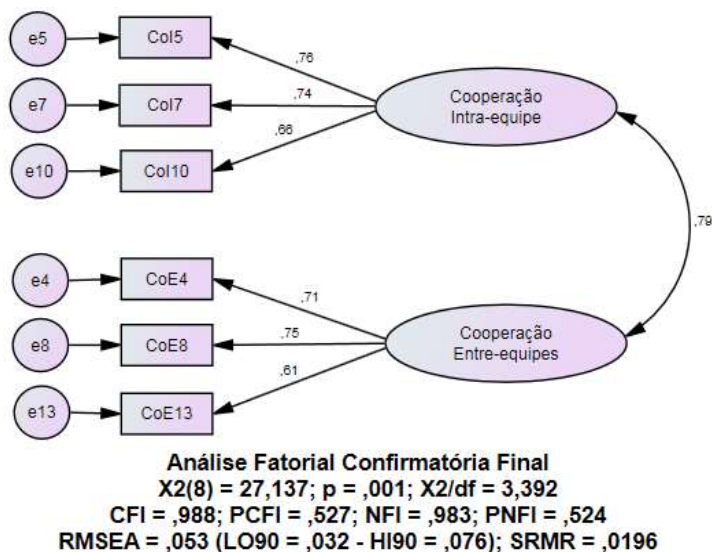 e5
CoI5
,76
e7
CoI7
,74
Cooperação
Intra-equipe
e10
CoI10
,66
,79
e4
CoE4
,71
e8
CoE8
,75
Cooperação
Entre-equipes
e13
CoE13
,61
Análise Fatorial Confirmatória Final
X2(8) = 27,137; p = ,001; X2/df = 3,392
CFI = ,988; PCFI = ,527; NFI = ,983; PNFI = ,524
RMSEA = ,053 (LO90 = ,032 - HI90 = ,076); SRMR = ,0196